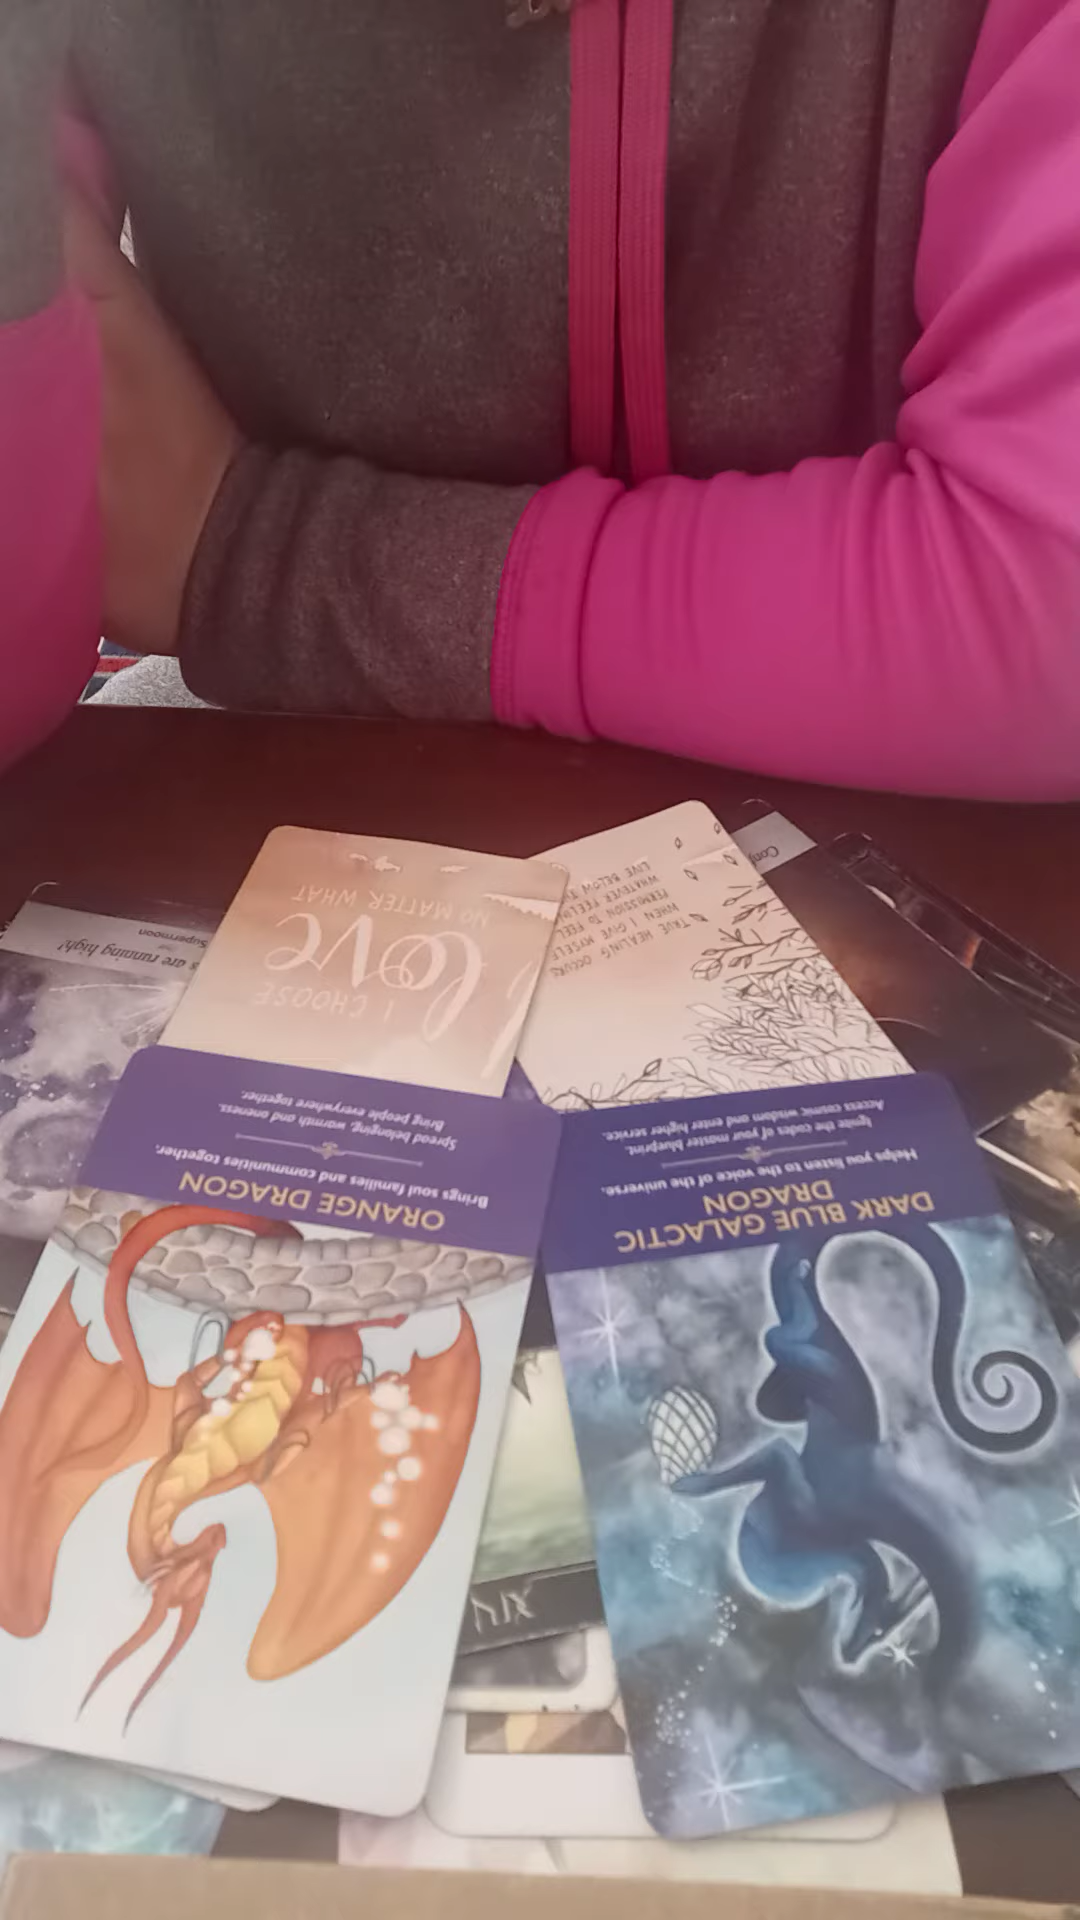 I CHOOSE
love
NO MATTER WHAT
TRUE HEALING OCCURS
WHEN I GIVE MYSELF
PERMISSION TO FEEL
WHATEVER
LIVE BELOW
are running high!
Supermoon
ORANGE DRAGON
Brings soul families and communities together.
Spread belonging, warmth and oneness.
Bring people everywhere together.
DARK BLUE GALACTIC
DRAGON
Helps you listen to the voice of the universe.
Ignite the codes of your master blueprint.
Access cosmic wisdom and enter higher service.